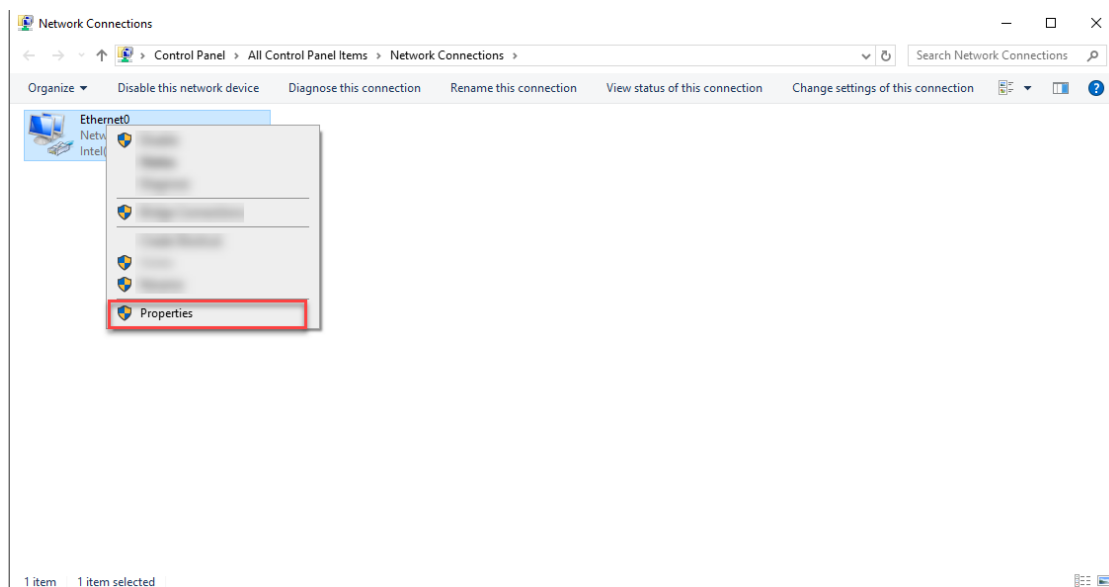 Network Connections
Control Panel > All Control Panel Items > Network Connections >
Search Network Connections
Organize
Disable this network device
Diagnose this connection
Rename this connection
View status of this connection
Change settings of this connection
Ethernet0
Netw
Intel(
Properties
1 item
1 item selected